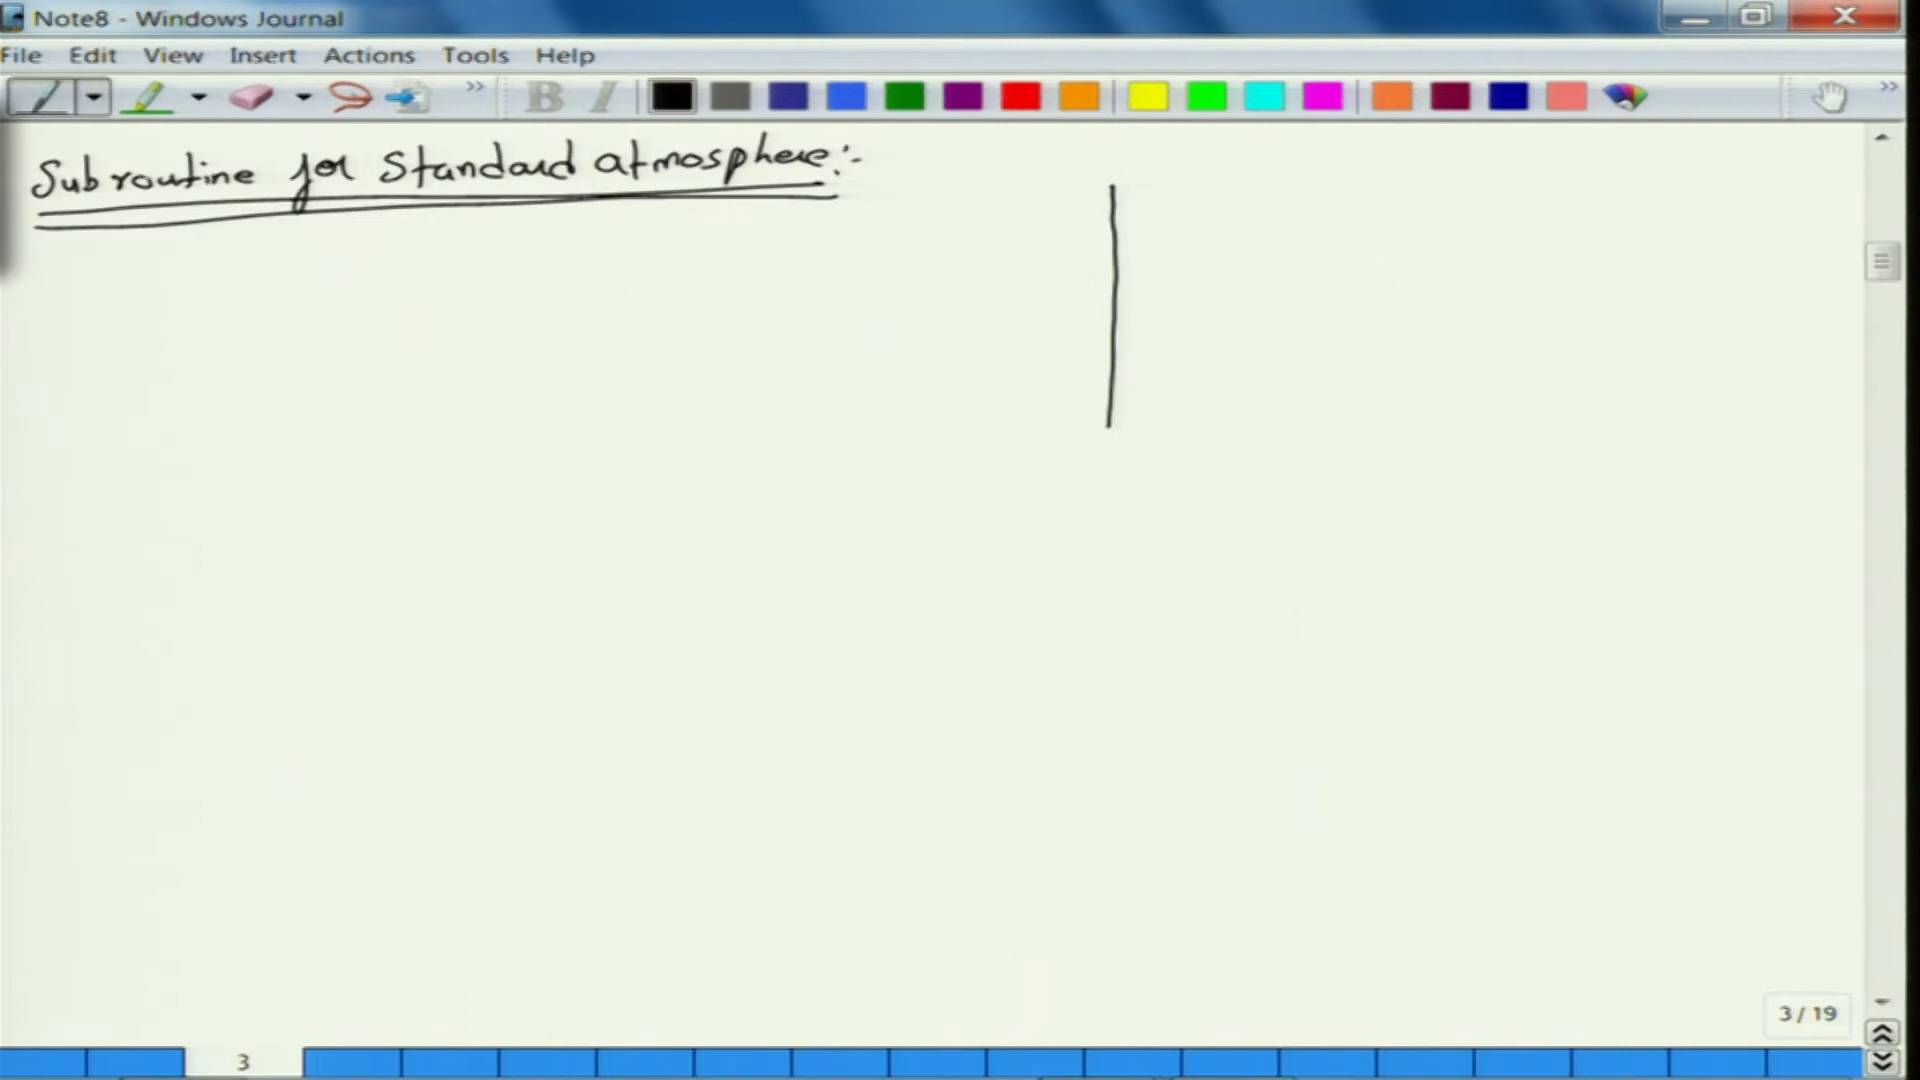 Note8 - Windows Journal
File Edit View Insert Actions Tools Help
B I
Subroutine for Standard atmosphere:-
3 / 19
3